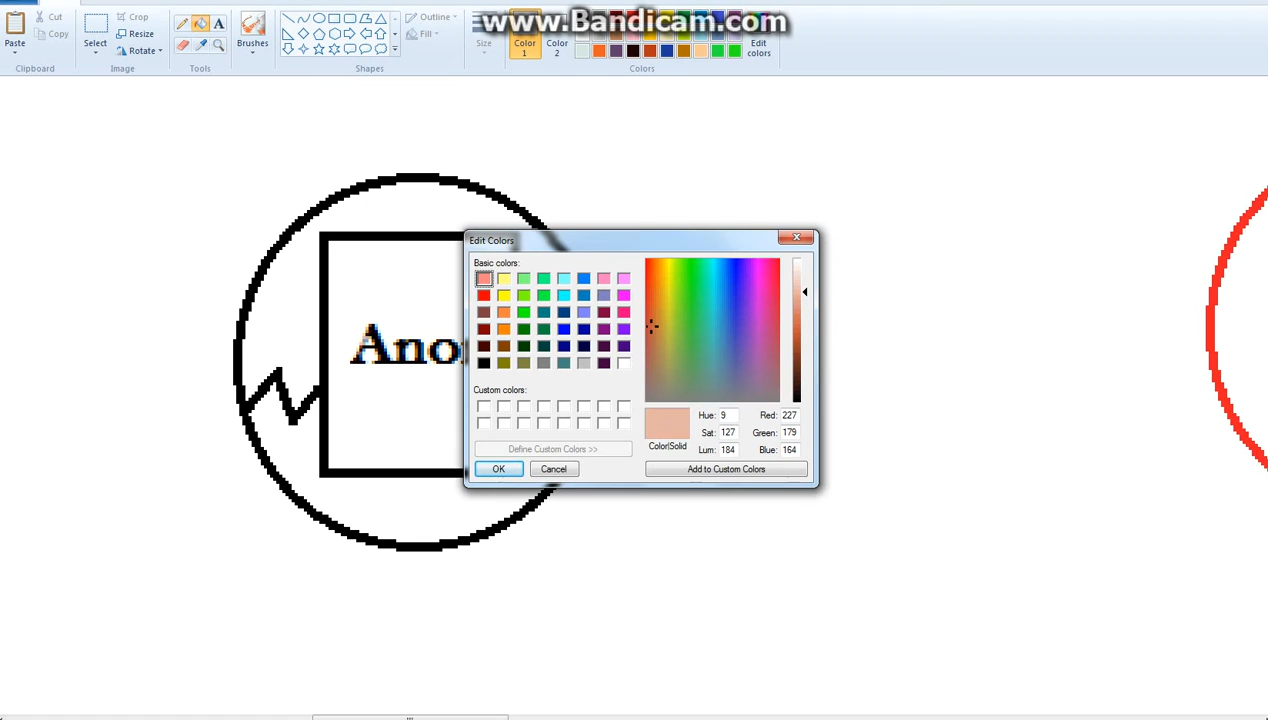 www.Bandicam.com
Paste
Cut
Copy
Clipboard
Select
Crop
Resize
Rotate
Image
A
Tools
Brushes
Shapes
Outline
Fill
Size
Color 1
Color 2
Edit colors
Colors
Edit Colors
Basic colors:
Custom colors:
Define Custom Colors >>
OK
Cancel
Color|Solid
Hue: 9
Sat: 127
Lum: 184
Red: 227
Green: 179
Blue: 164
Add to Custom Colors